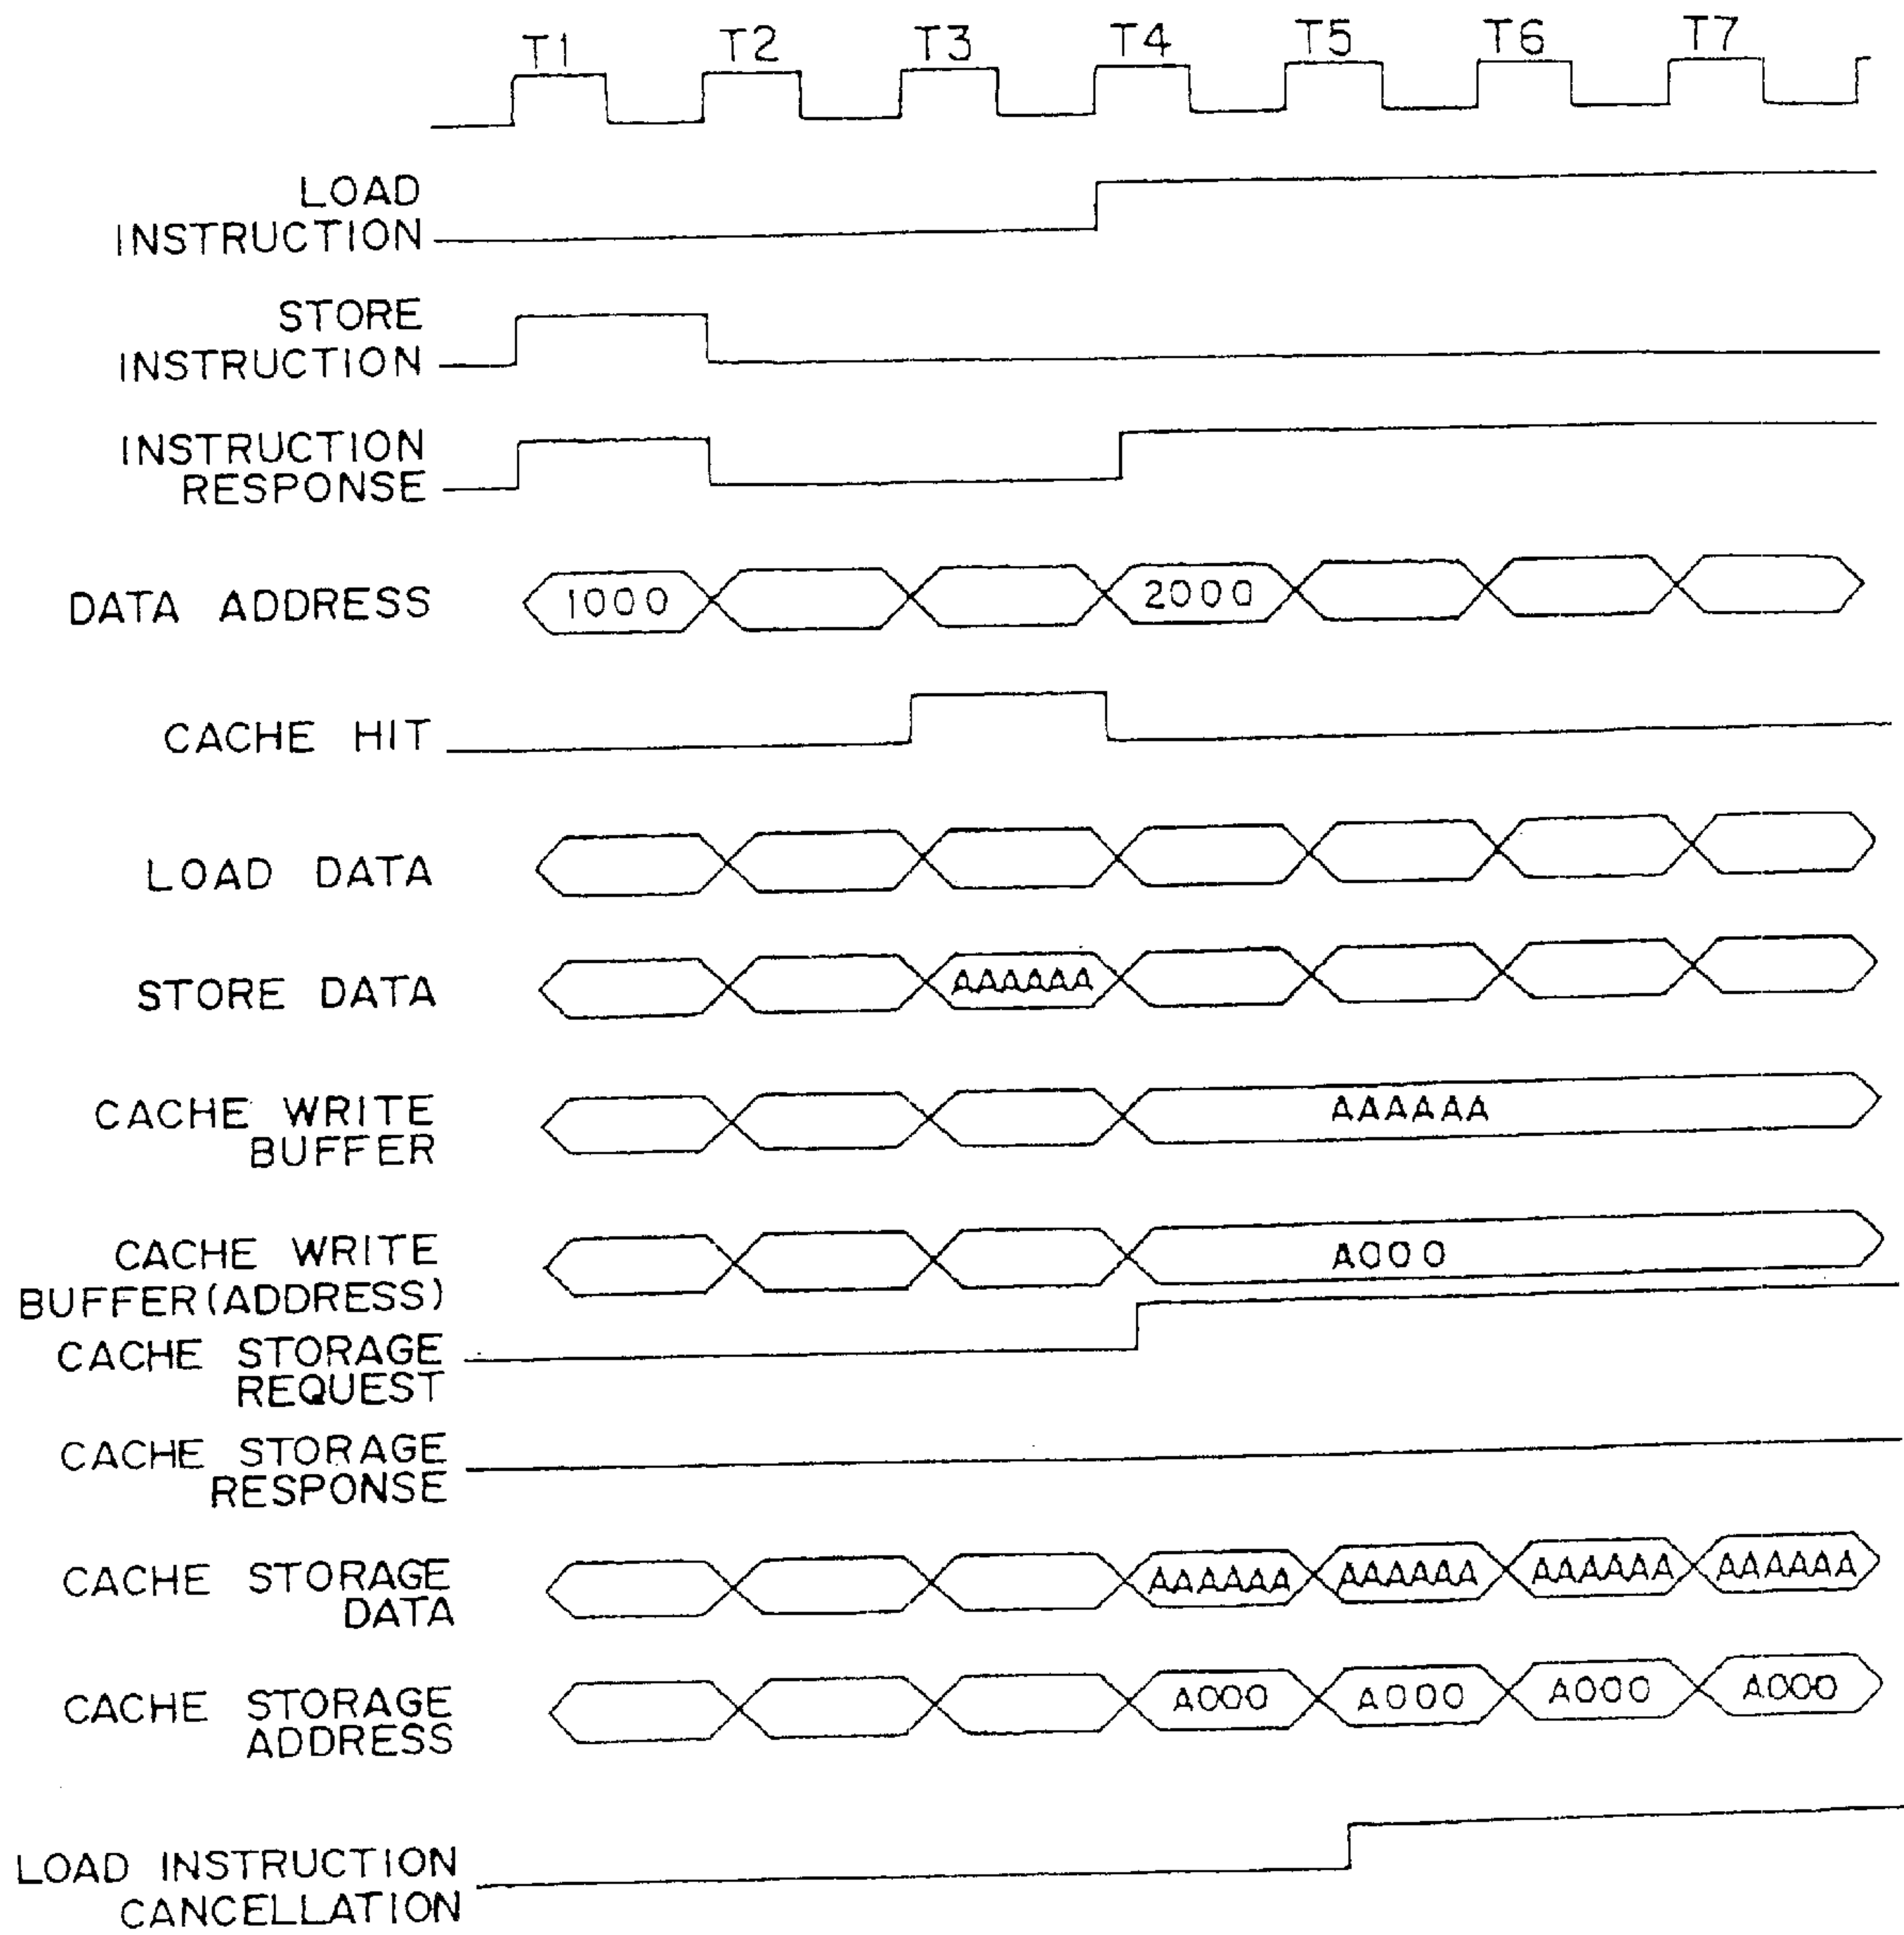 T1 T2 T3 T4 T5 T6 T7
LOAD
INSTRUCTION
STORE
INSTRUCTION
INSTRUCTION
RESPONSE
DATA ADDRESS 1000 2000
CACHE HIT
LOAD DATA
STORE DATA AAAAAA
CACHE WRITE
BUFFER
AAAAAA
CACHE WRITE
BUFFER(ADDRESS)
A000
CACHE STORAGE
REQUEST
CACHE STORAGE
RESPONSE
CACHE STORAGE
DATA
AAAAAA AAAAAA AAAAAA AAAAAA
CACHE STORAGE
ADDRESS
A000 A000 A000 A000
LOAD INSTRUCTION
CANCELLATION